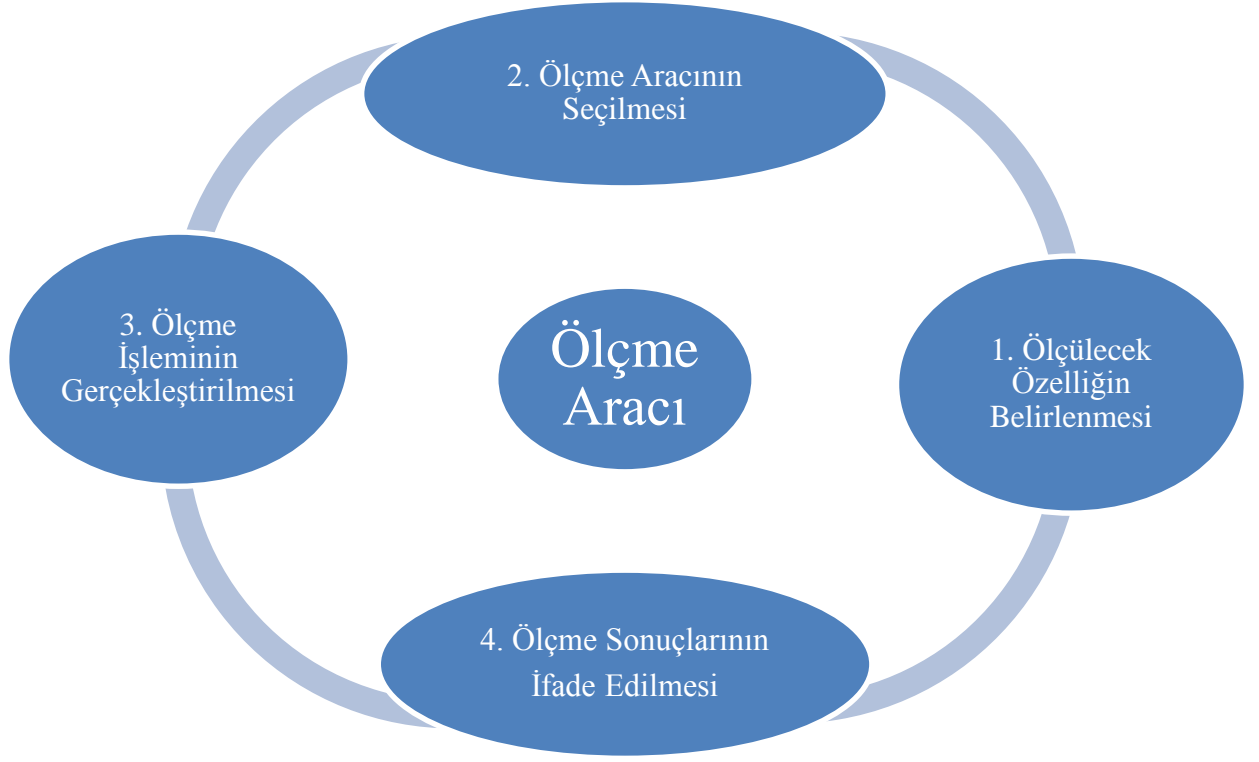 2. Ölçme Aracının
Seçilmesi
3. Ölçme
İşleminin
Gerçekleştirilmesi
Ölçme
Aracı
1. Ölçülecek
Özelliğin
Belirlenmesi
4. Ölçme Sonuçlarının
İfade Edilmesi